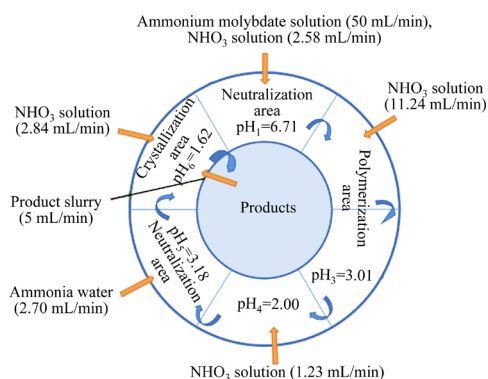 Ammonium molybdate solution (50 mL/min),
NHO₃ solution (2.58 mL/min)
NHO₃ solution
(11.24 mL/min)
Neutralization
area
pH₁=6.71
NHO₃ solution
(2.84 mL/min)
Crystallization
area
pH₆=1.62
Polymerization
area
Product slurry
(5 mL/min)
Products
pH₅=3.18
Neutralization
area
pH₃=3.01
Ammonia water
(2.70 mL/min)
pH₄=2.00
NHO₃ solution (1.23 mL/min)